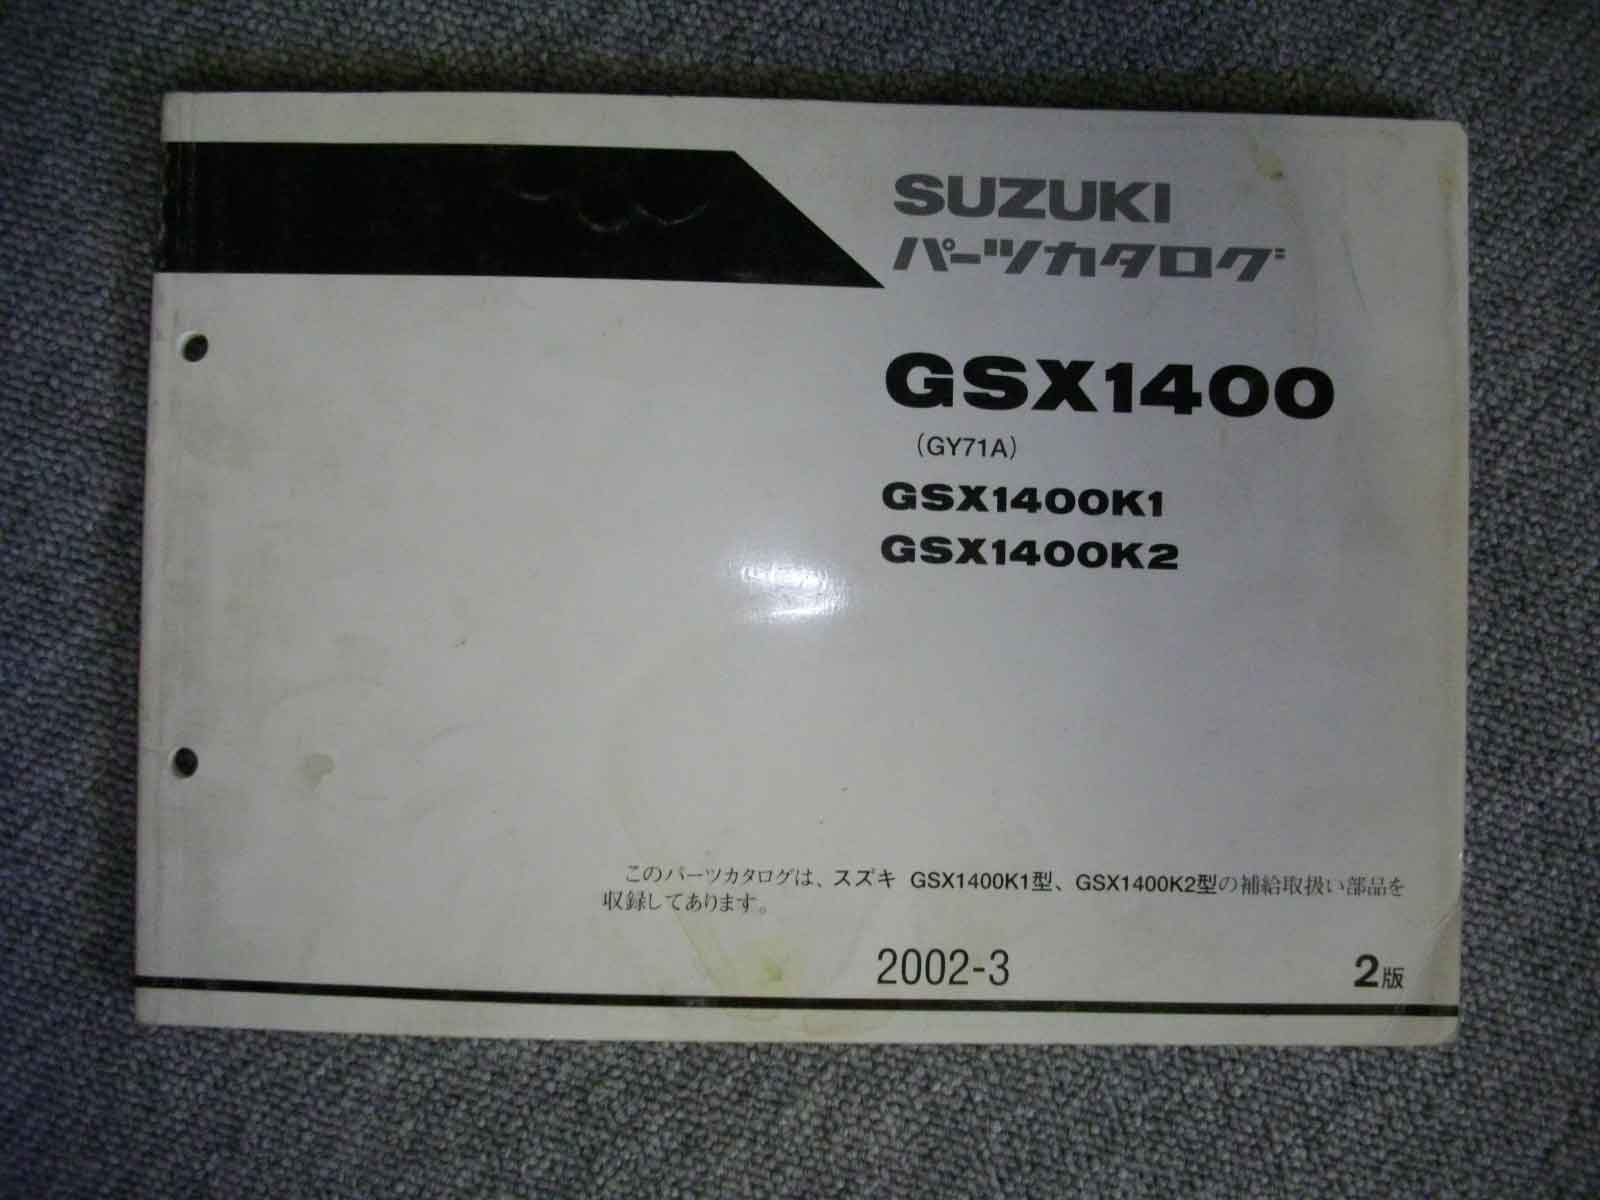 SUZUKI
パーツカタログ
GSX1400
(GY71A)
GSX1400K1
GSX1400K2
このパーツカタログは、スズキ GSX1400K1型、GSX1400K2型の補給取扱い部品を
収録してあります。
2002-3 2版